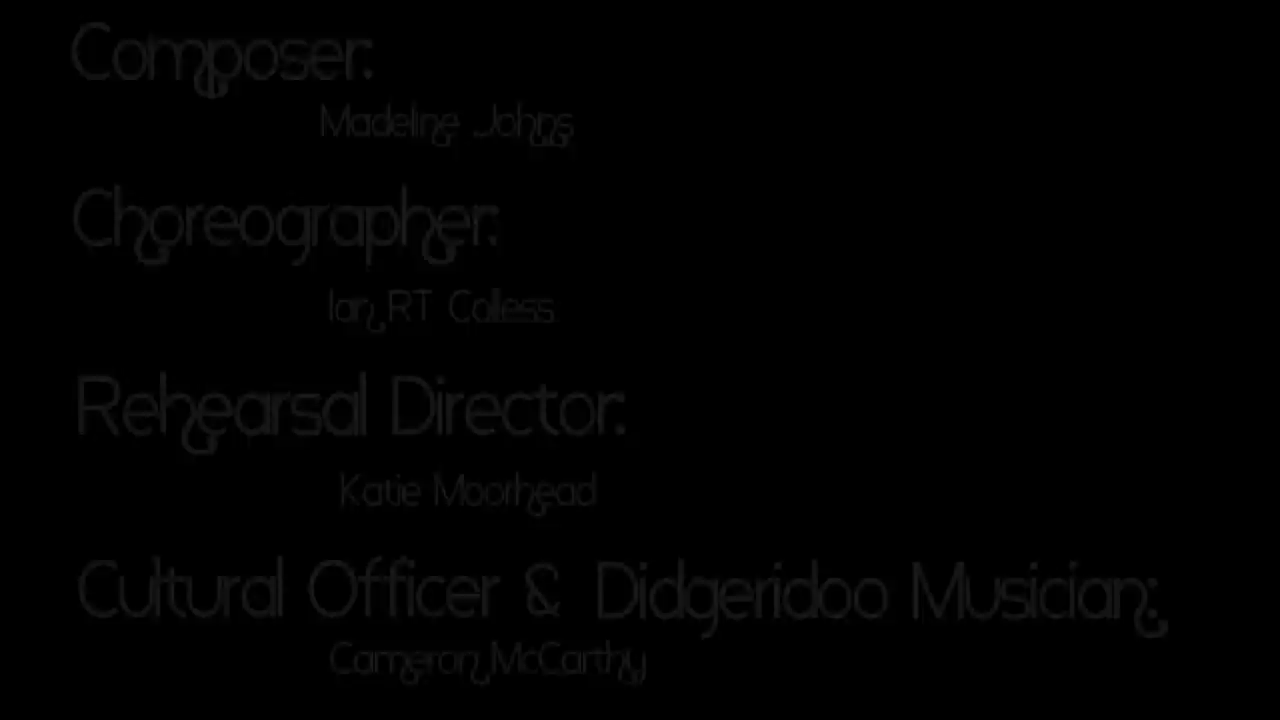 Composer:
Madeline Johns
Choreographer:
Ian RT Colless
Rehearsal Director:
Katie Moorhead
Cultural Officer & Didgeridoo Musician:
Cameron McCarthy